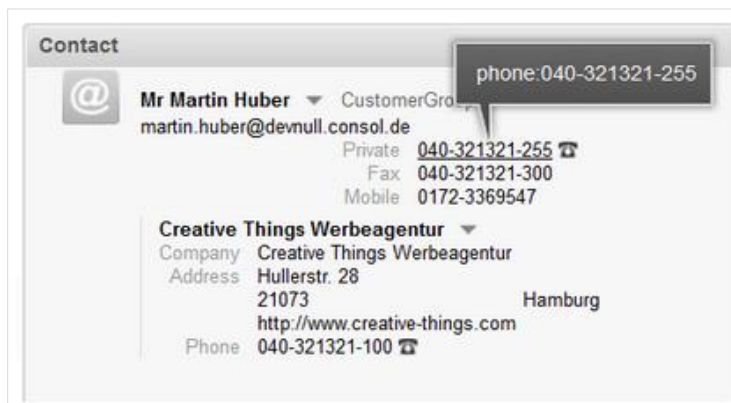 Contact
phone:040-321321-255
@
Mr Martin Huber CustomerGro
martin.huber@devnull.consol.de
Private 040-321321-255
Fax 040-321321-300
Mobile 0172-3369547
Creative Things Werbeagentur
Company Creative Things Werbeagentur
Address Hullerstr. 28
21073 Hamburg
http://www.creative-things.com
Phone 040-321321-100